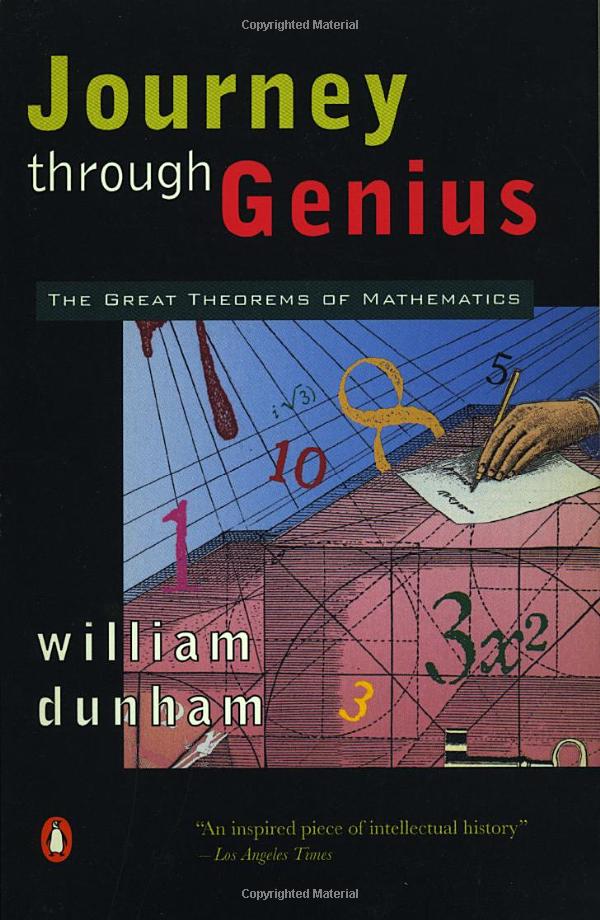 Copyrighted Material
Journey
through Genius
THE GREAT THEOREMS OF MATHEMATICS
5
i√3)
8
10
1
3x²
william
3
dunham
“An inspired piece of intellectual history”
—Los Angeles Times
Copyrighted Material